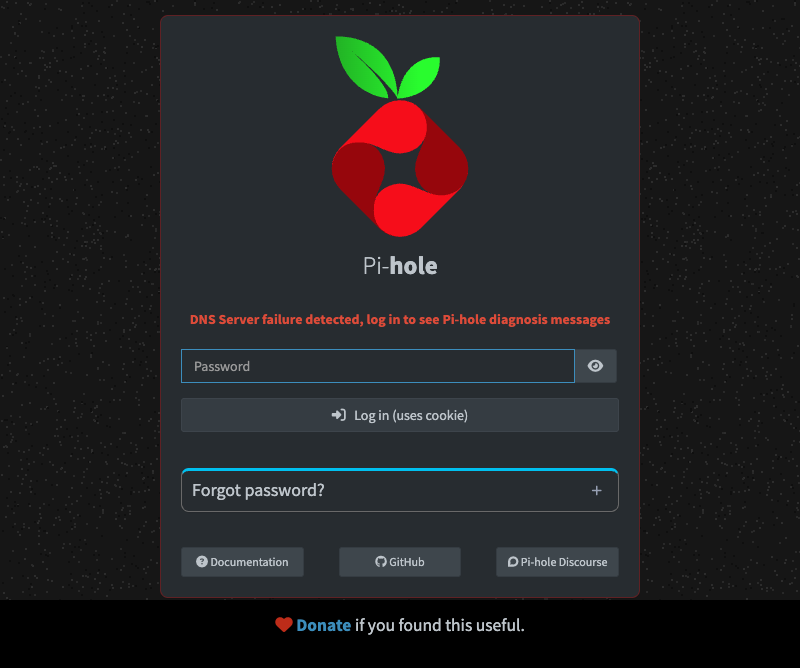 Pi-hole
DNS Server failure detected, log in to see Pi-hole diagnosis messages
Password
Log in (uses cookie)
Forgot password?
Documentation
GitHub
Pi-hole Discourse
Donate if you found this useful.